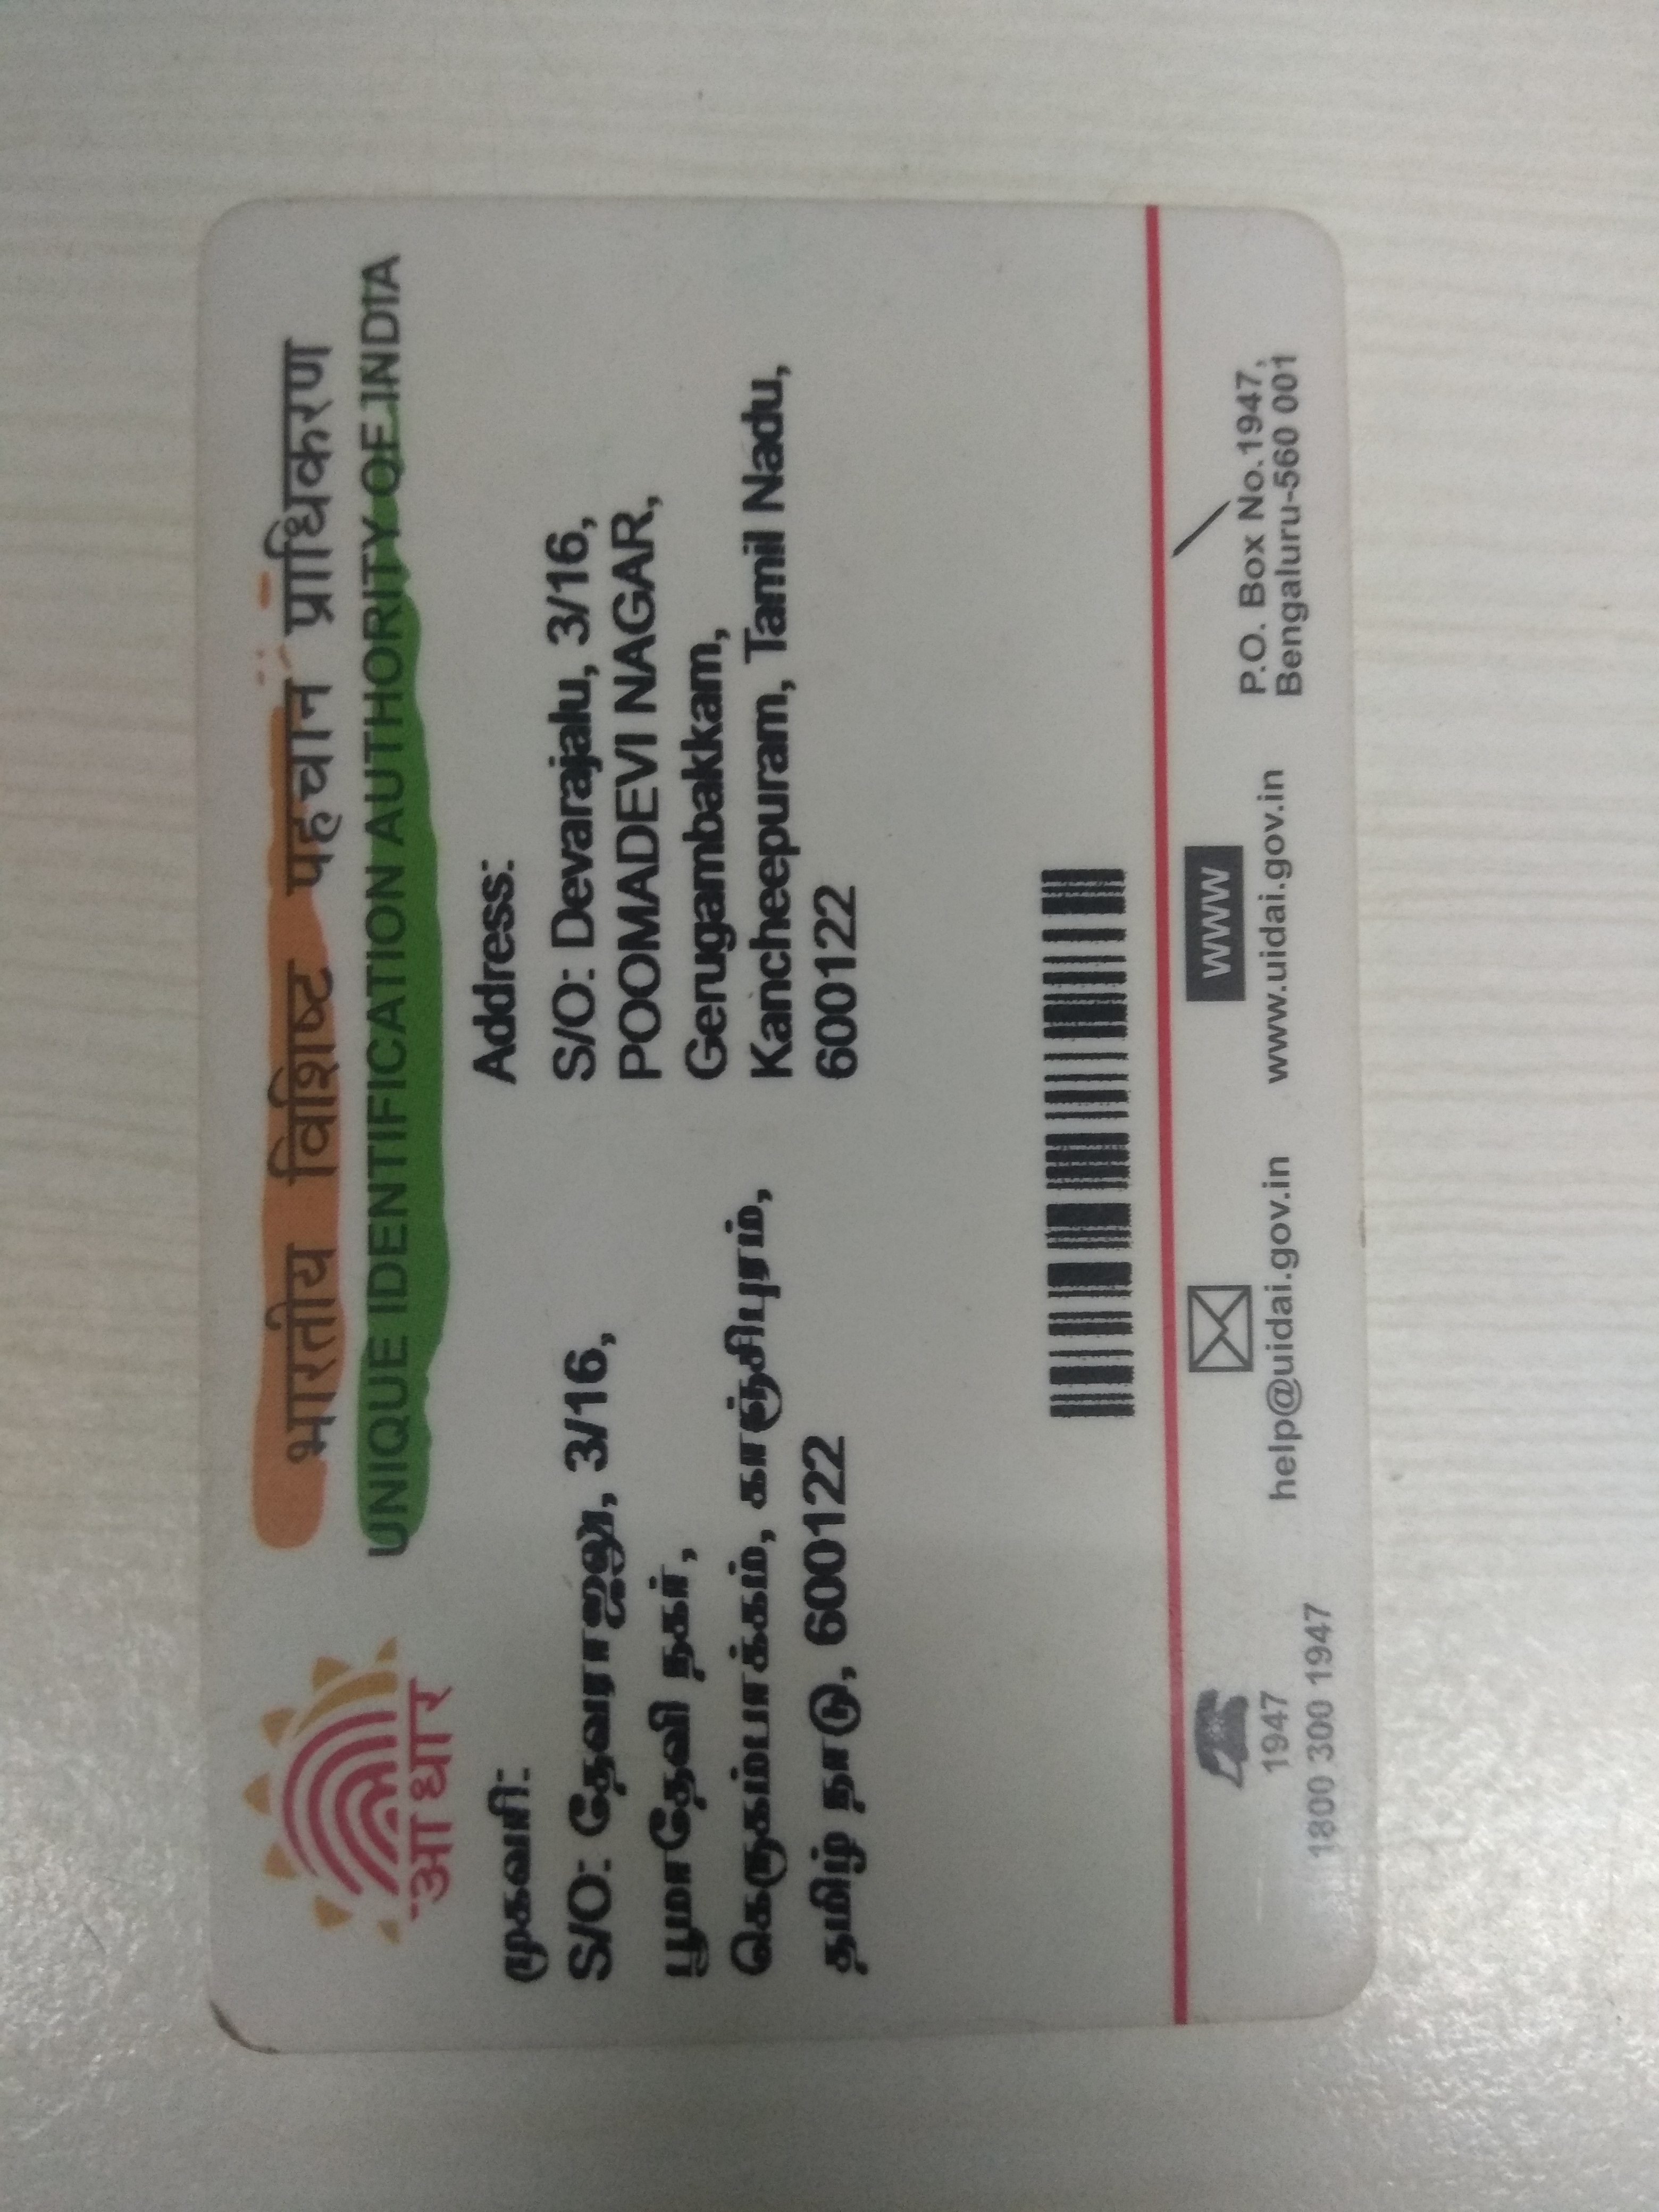 भारतीय विशिष्ट पहचान प्राधिकरण
UNIQUE IDENTIFICATION AUTHORITY OF INDIA
आधार
முகவரி:
S/O: தேவராஜுலு, 3/16,
பூமாதேவி நகர்,
கெருகம்பாக்கம், காஞ்சிபுரம்,
தமிழ் நாடு, 600122
Address:
S/O: Devarajalu, 3/16,
POOMADEVI NAGAR,
Gerugambakkam,
Kancheepuram, Tamil Nadu,
600122
1947
1800 300 1947
help@uidai.gov.in
WWW
www.uidai.gov.in
P.O. Box No.1947,
Bengaluru-560 001